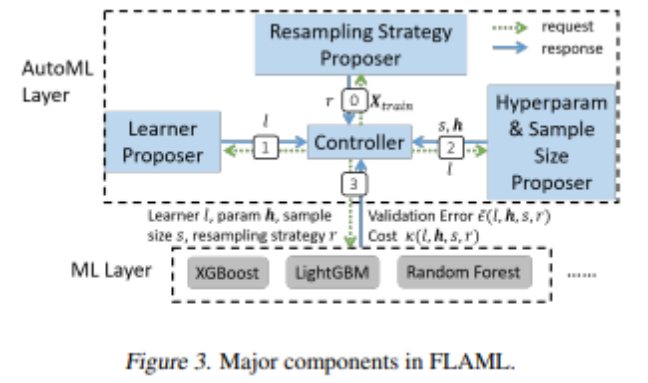 Resampling Strategy
Proposer
request
response
AutoML
Layer
r 0 X_train
Learner
Proposer
l
1
Controller
s, h
2
l
Hyperparam
& Sample
Size
Proposer
3
Learner l, param h, sample
size s, resampling strategy r
Validation Error ε̃(l, h, s, r)
Cost κ(l, h, s, r)
ML Layer
XGBoost LightGBM Random Forest ......
Figure 3. Major components in FLAML.